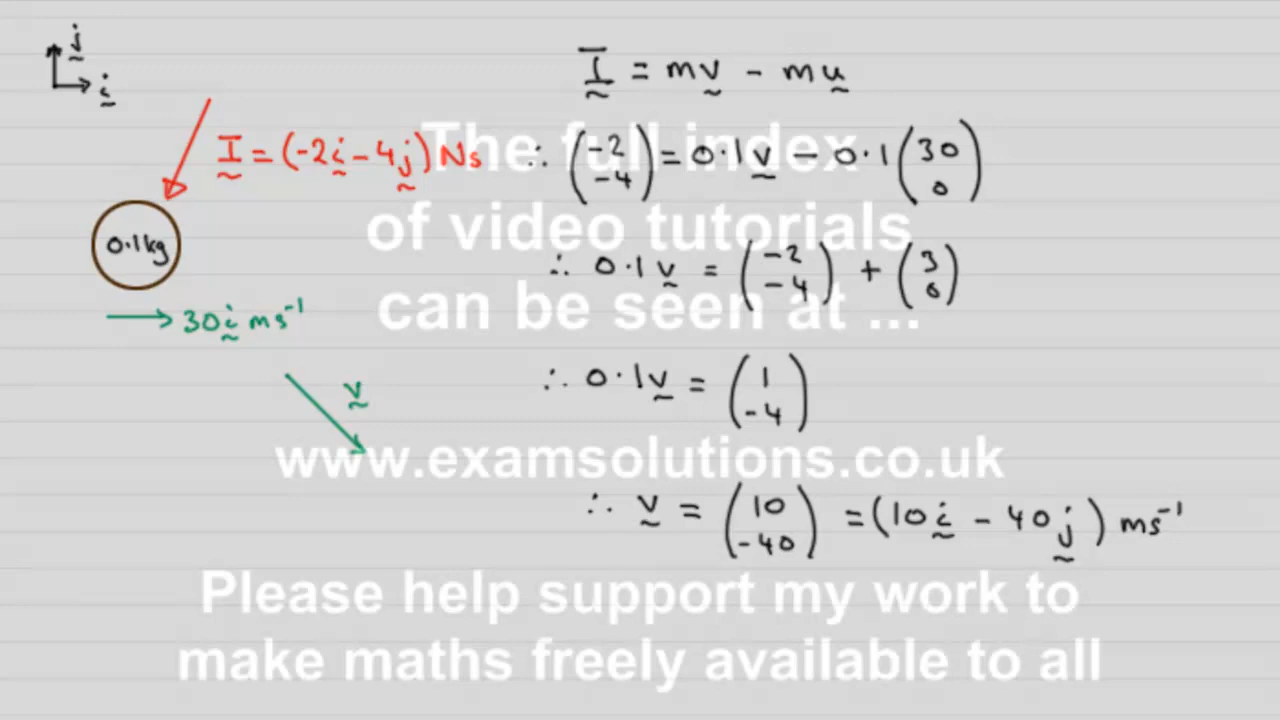 j
i
I = (-2i - 4j) Ns
0.1kg
30i ms⁻¹
v
I = mv - mu
∴ (-2 -4) = 0.1v - 0.1 (30 0)
∴ 0.1v = (-2 -4) + (3 0)
∴ 0.1v = (1 -4)
∴ v = (10 -40) = (10i - 40j) ms⁻¹
The full index
of video tutorials
can be seen at ...
www.examsolutions.co.uk
Please help support my work to
make maths freely available to all